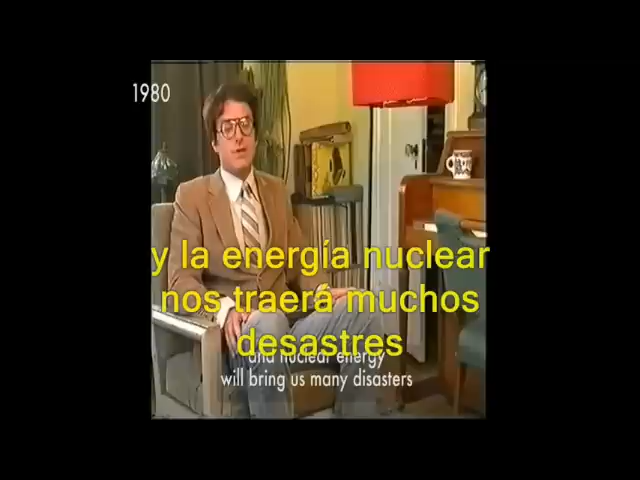 1980
y la energía nuclear
nos traerá muchos
desastres
and nuclear energy
will bring us many disasters